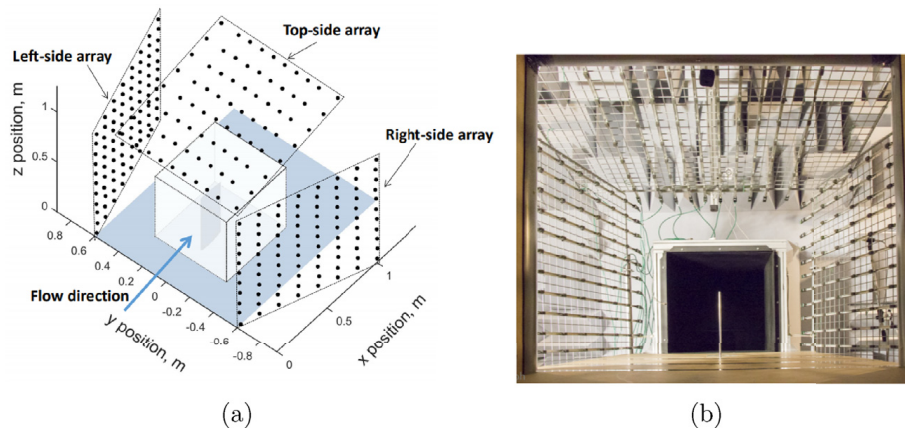 Top-side array
Left-side array
Right-side array
z position, m
1
0.5
0
0.8
0.6
0.4
0.2
0
-0.2
-0.4
-0.6
-0.8
0
0.5
1
Flow direction
y position, m
x position, m
(a)
(b)